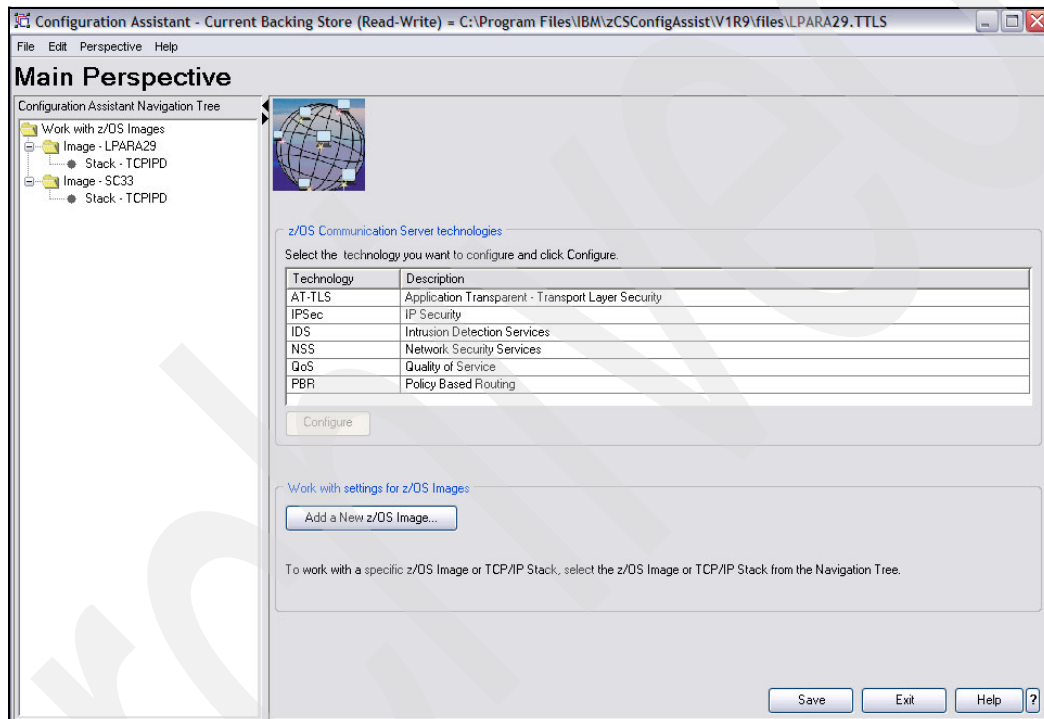 Configuration Assistant - Current Backing Store (Read-Write) = C:\Program Files\IBM\zCSConfigAssist\V1R9\files\LPARA29.TTLS
File Edit Perspective Help
Main Perspective
Configuration Assistant Navigation Tree
Work with z/OS Images
Image - LPARA29
Stack - TCPIPD
Image - SC33
Stack - TCPIPD
z/OS Communication Server technologies
Select the technology you want to configure and click Configure.
Technology Description
AT-TLS Application Transparent - Transport Layer Security
IPSec IP Security
IDS Intrusion Detection Services
NSS Network Security Services
QoS Quality of Service
PBR Policy Based Routing
Configure
Work with settings for z/OS Images
Add a New z/OS Image...
To work with a specific z/OS Image or TCP/IP Stack, select the z/OS Image or TCP/IP Stack from the Navigation Tree.
Save Exit Help ?